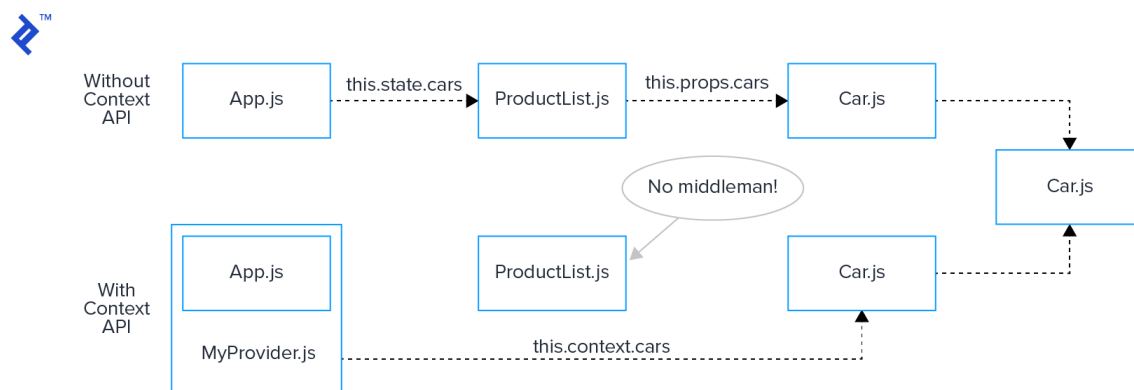 ™
Without
Context
API
App.js
this.state.cars
ProductList.js
this.props.cars
Car.js
Car.js
No middleman!
With
Context
API
App.js
MyProvider.js
ProductList.js
Car.js
this.context.cars